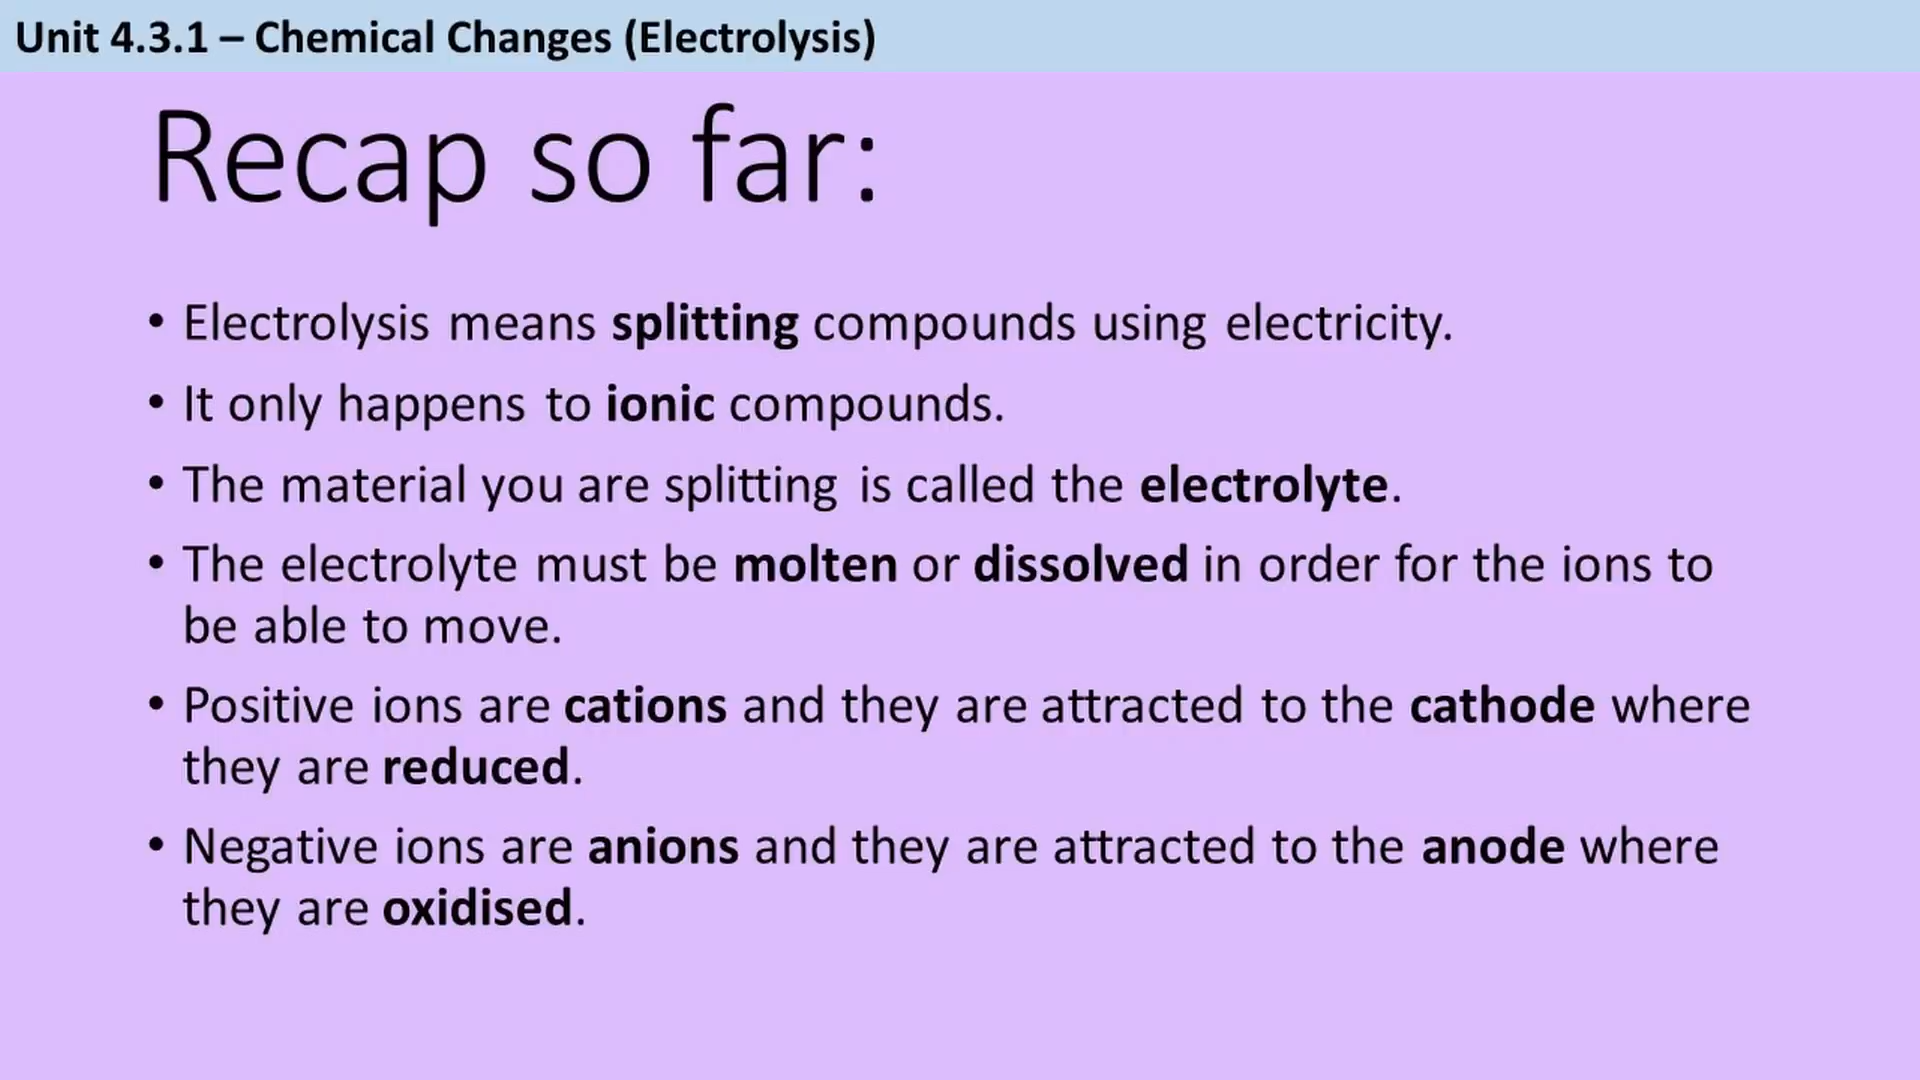 Unit 4.3.1 – Chemical Changes (Electrolysis)
Recap so far:
• Electrolysis means splitting compounds using electricity.
• It only happens to ionic compounds.
• The material you are splitting is called the electrolyte.
• The electrolyte must be molten or dissolved in order for the ions to
be able to move.
• Positive ions are cations and they are attracted to the cathode where
they are reduced.
• Negative ions are anions and they are attracted to the anode where
they are oxidised.